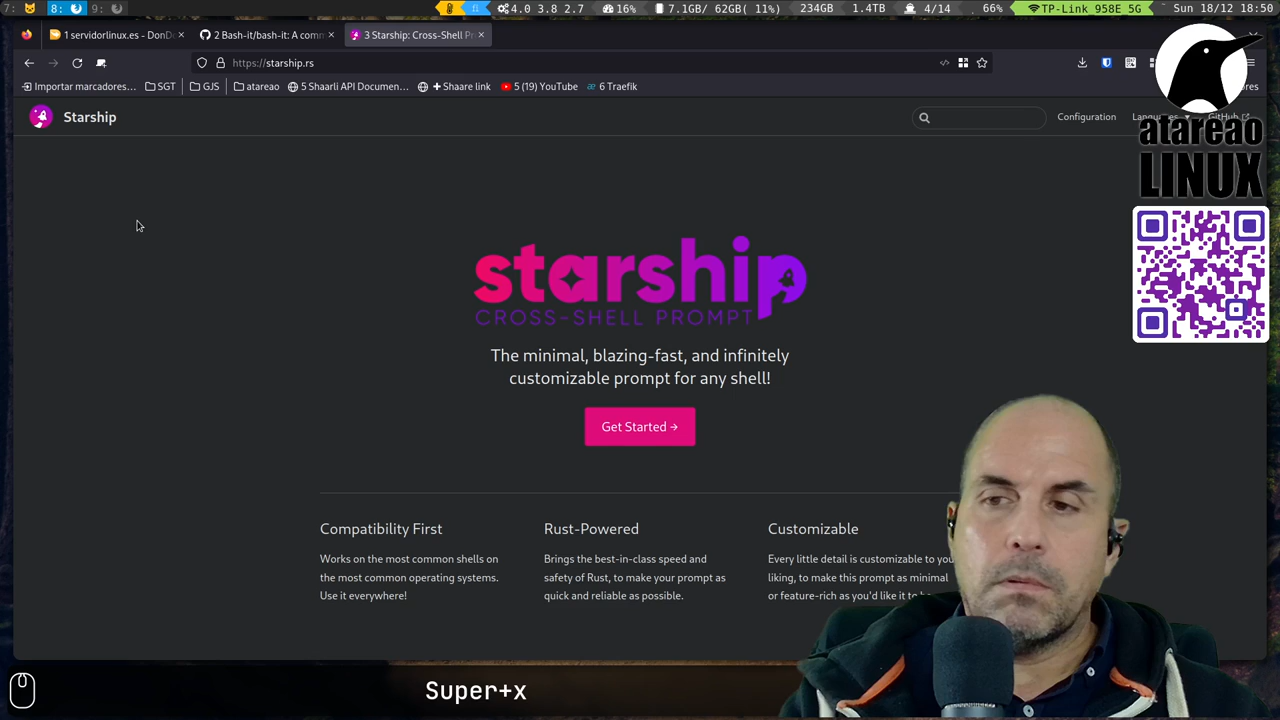 7: 8: 9: 4.0 3.8 2.7 16% 7.1GB/ 62GB( 11%) 234GB 1.4TB 4/14 . 66% TP-Link 958E 5G Sun 18/12 18:50
1 servidorlinux.es - DonDo × 2 Bash-it/bash-it: A comm × 3 Starship: Cross-Shell Pr ×
https://starship.rs
Importar marcadores... SGT GJS atareao 5 Shaarli API Documen... + Shaare link 5 (19) YouTube æ 6 Traefik
Starship
Configuration GitHub
atareao
LINUX
starship
CROSS-SHELL PROMPT
The minimal, blazing-fast, and infinitely
customizable prompt for any shell!
Get Started →
Compatibility First
Works on the most common shells on
the most common operating systems.
Use it everywhere!
Rust-Powered
Brings the best-in-class speed and
safety of Rust, to make your prompt as
quick and reliable as possible.
Customizable
Every little detail is customizable to you
liking, to make this prompt as minimal
or feature-rich as you'd like it to
Super+x